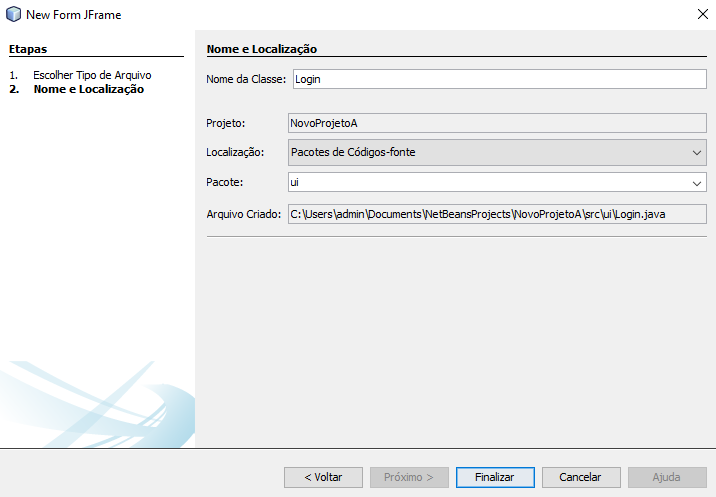 New Form JFrame
Etapas
1. Escolher Tipo de Arquivo
2. Nome e Localização
Nome e Localização
Nome da Classe: Login
Projeto: NovoProjetoA
Localização: Pacotes de Códigos-fonte
Pacote: ui
Arquivo Criado: C:\Users\admin\Documents\NetBeansProjects\NovoProjetoA\src\ui\Login.java
< Voltar Próximo > Finalizar Cancelar Ajuda